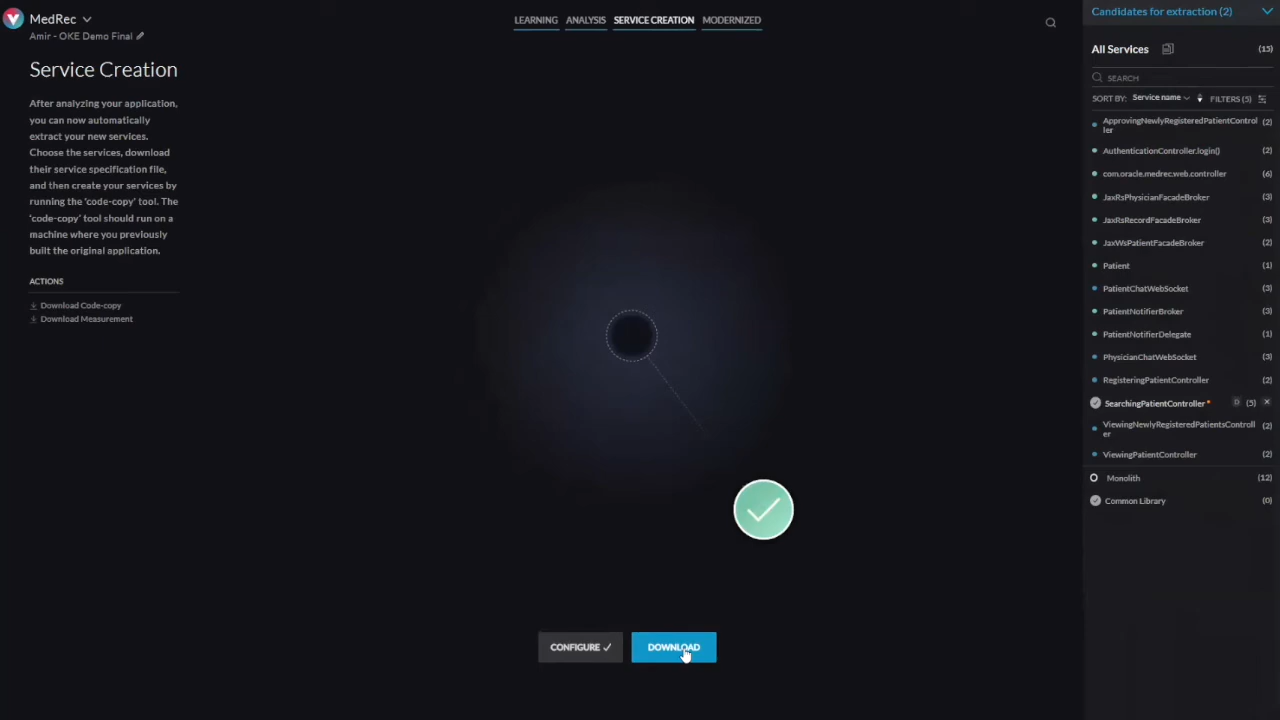 MedRec
Amir - OKE Demo Final
Service Creation
After analyzing your application,
you can now automatically
extract your new services.
Choose the services, download
their service specification file,
and then create your services by
running the 'code-copy' tool. The
'code-copy' tool should run on a
machine where you previously
built the original application.
ACTIONS
Download Code-copy
Download Measurement
LEARNING ANALYSIS SERVICE CREATION MODERNIZED
CONFIGURE ✓ DOWNLOAD
Candidates for extraction (2)
All Services (15)
SEARCH
SORT BY: Service name FILTERS (5)
ApprovingNewlyRegisteredPatientControl (2)
ler
AuthenticationController.login() (2)
com.oracle.medrec.web.controller (6)
JaxRsPhysicianFacadeBroker (3)
JaxRsRecordFacadeBroker (3)
JaxWsPatientFacadeBroker (2)
Patient (1)
PatientChatWebSocket (3)
PatientNotifierBroker (3)
PatientNotifierDelegate (1)
PhysicianChatWebSocket (3)
RegisteringPatientController (2)
SearchingPatientController* D (5) ×
ViewingNewlyRegisteredPatientsControll (2)
er
ViewingPatientController (2)
Monolith (12)
Common Library (0)